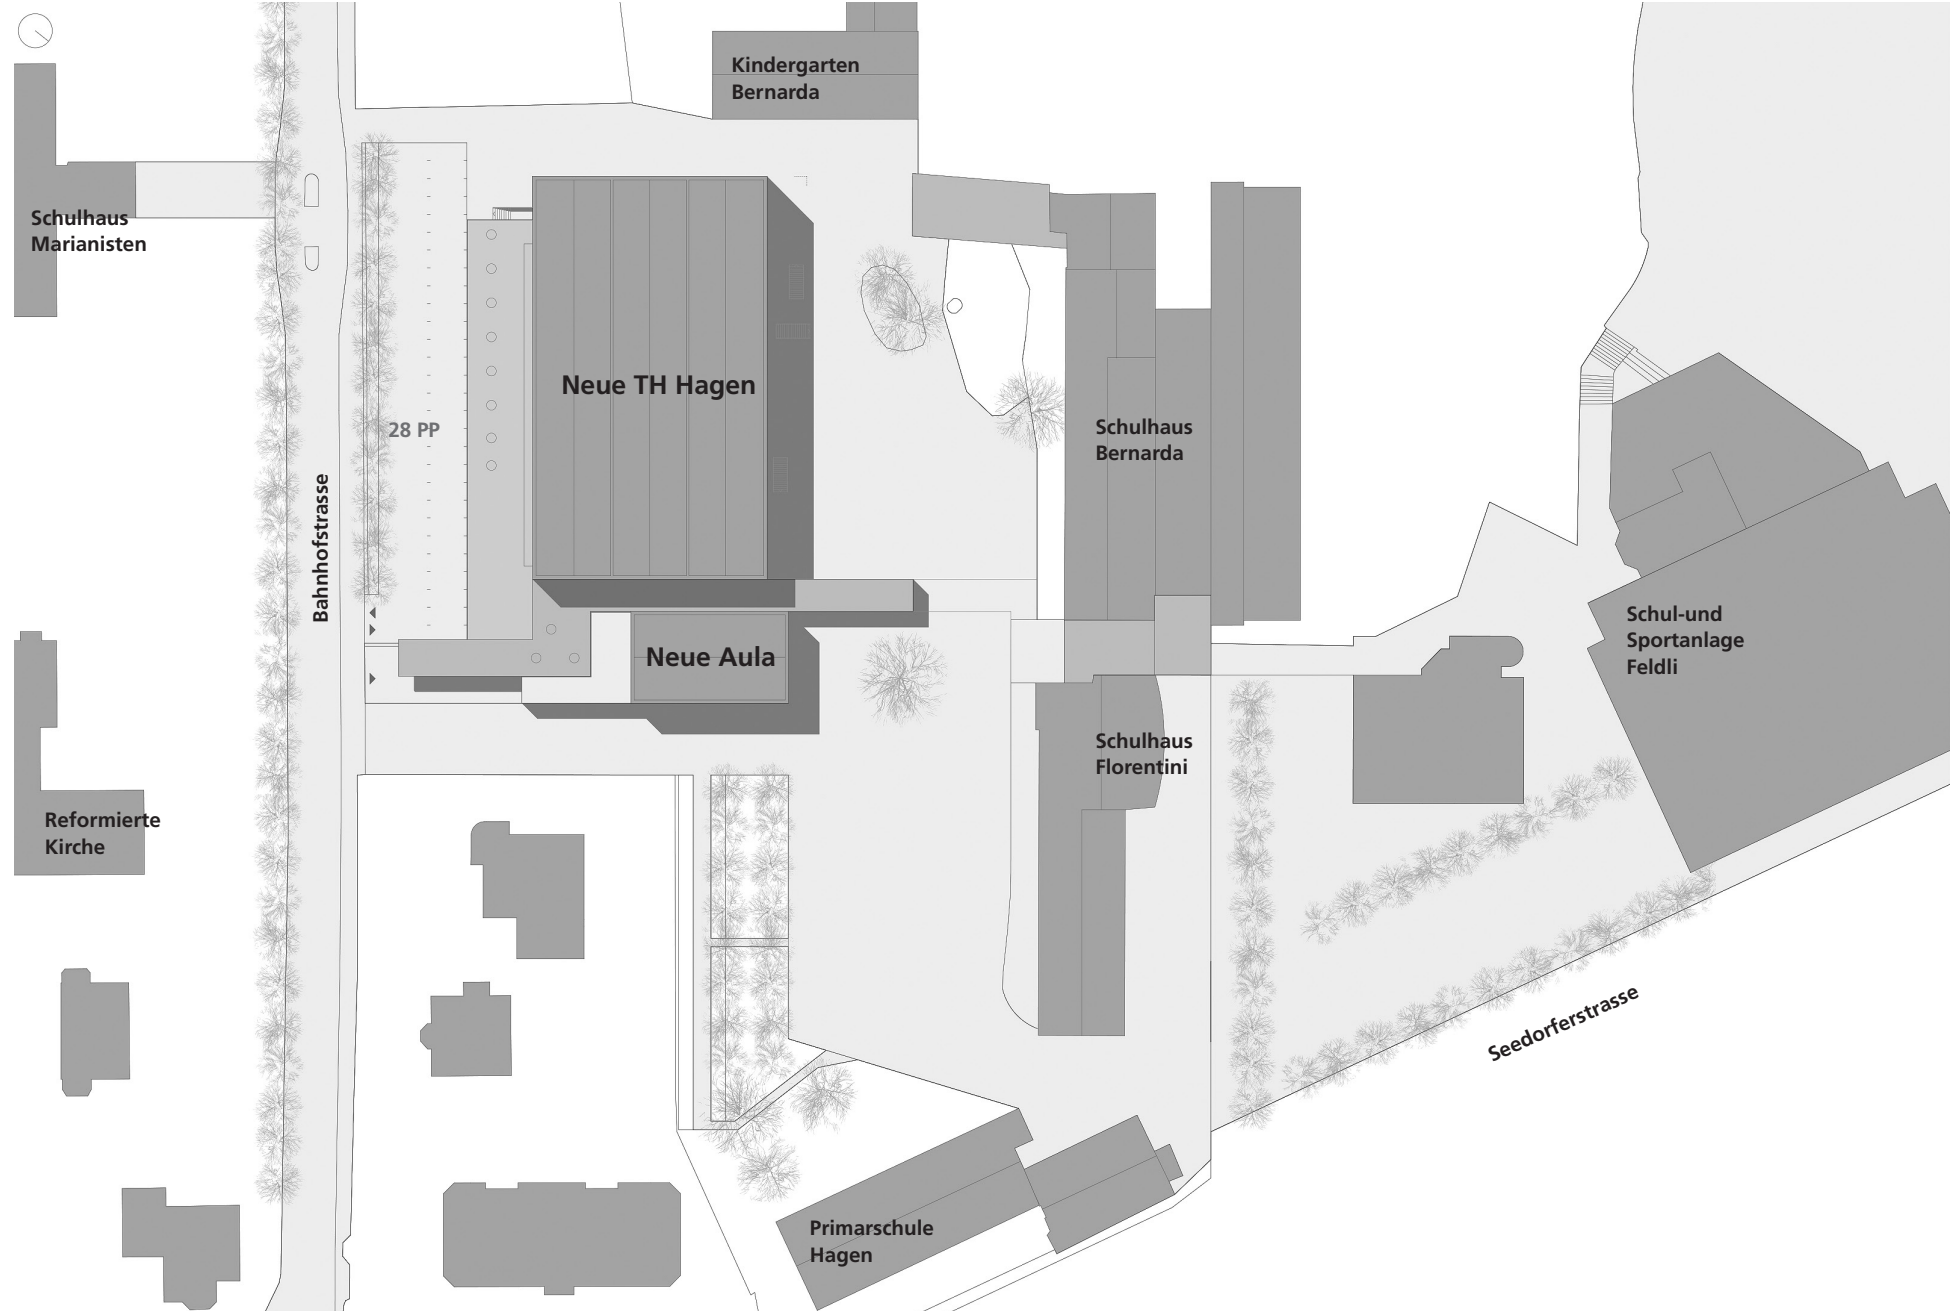 Kindergarten
Bernarda
Schulhaus
Marianisten
Neue TH Hagen
28 PP
Schulhaus
Bernarda
Bahnhofstrasse
Schul-und
Sportanlage
Feldli
Neue Aula
Schulhaus
Florentini
Reformierte
Kirche
Seedorferstrasse
Primarschule
Hagen